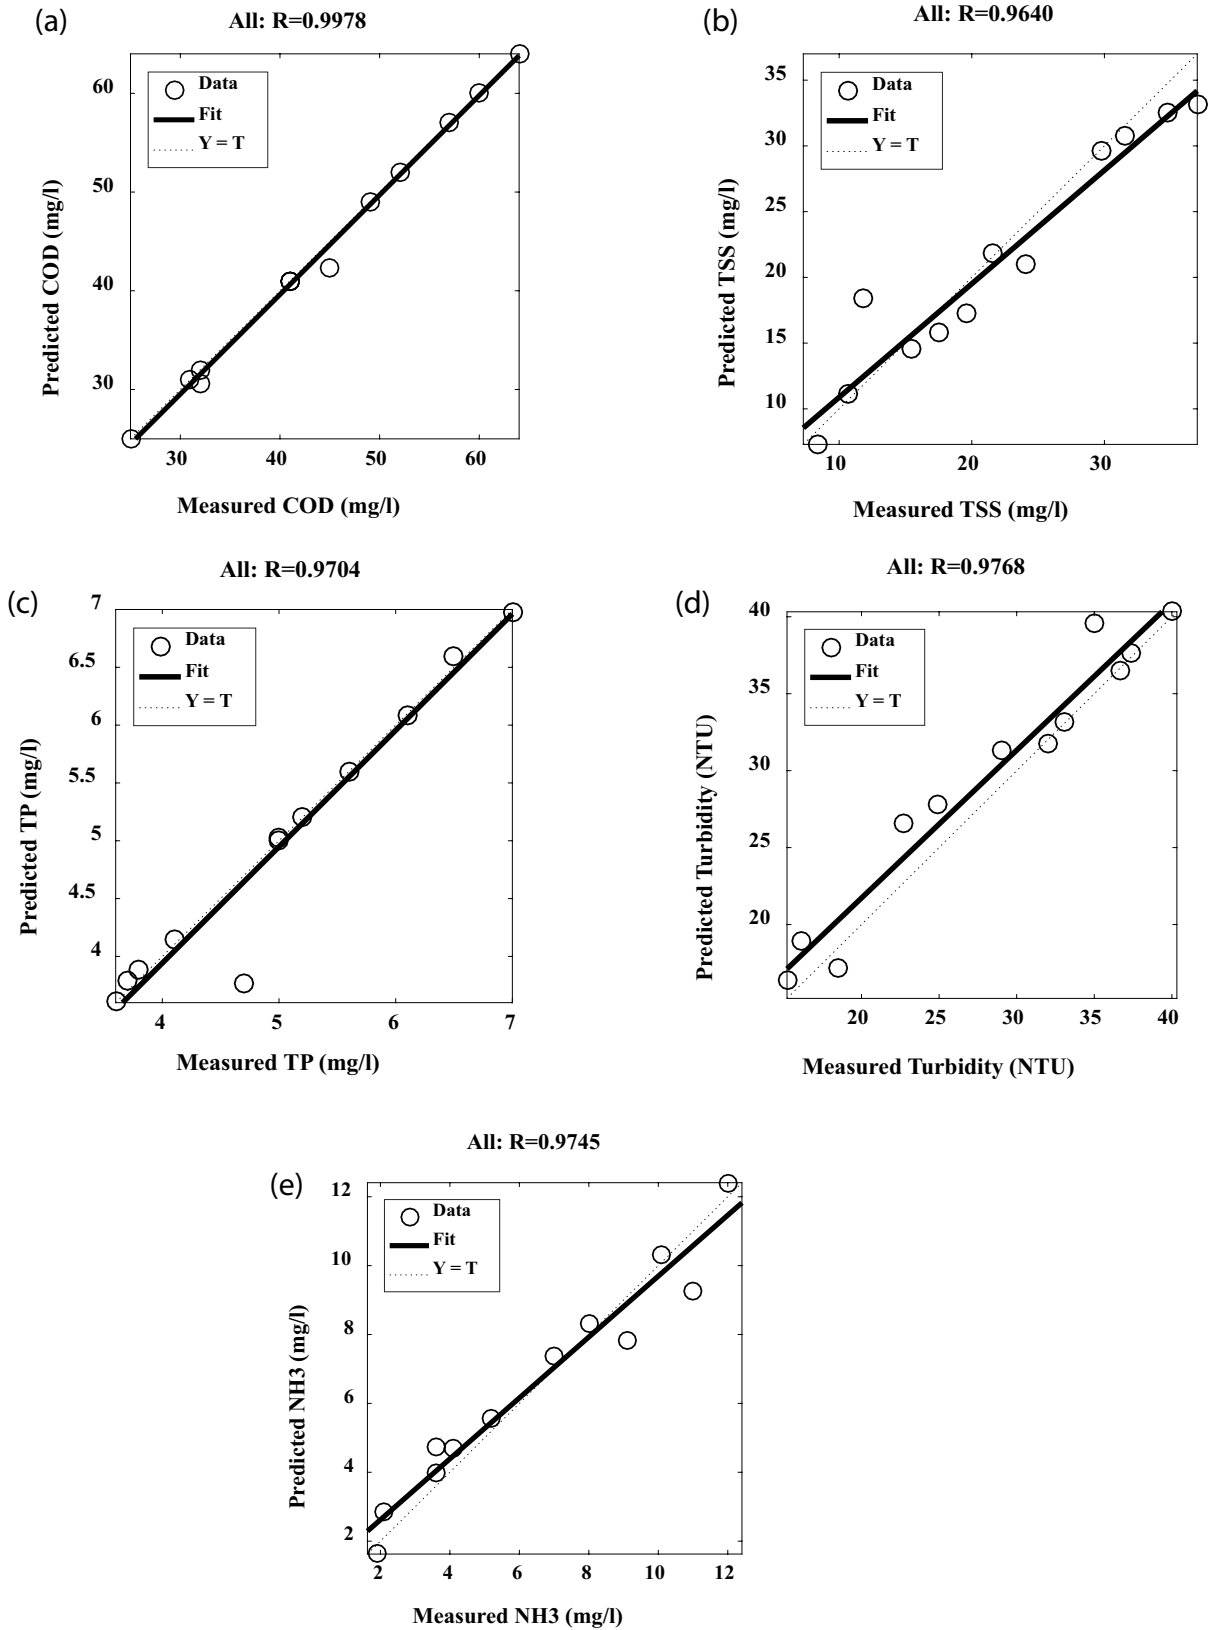 (a)
All: R=0.9978
Data
Fit
Y = T
60
50
40
30
30
40
50
60
Predicted COD (mg/l)
Measured COD (mg/l)
(b)
All: R=0.9640
Data
Fit
Y = T
35
30
25
20
15
10
10
20
30
Predicted TSS (mg/l)
Measured TSS (mg/l)
(c)
All: R=0.9704
Data
Fit
Y = T
7
6.5
6
5.5
5
4.5
4
4
5
6
7
Predicted TP (mg/l)
Measured TP (mg/l)
(d)
All: R=0.9768
Data
Fit
Y = T
40
35
30
25
20
20
25
30
35
40
Predicted Turbidity (NTU)
Measured Turbidity (NTU)
(e)
All: R=0.9745
Data
Fit
Y = T
12
10
8
6
4
2
2
4
6
8
10
12
Predicted NH3 (mg/l)
Measured NH3 (mg/l)